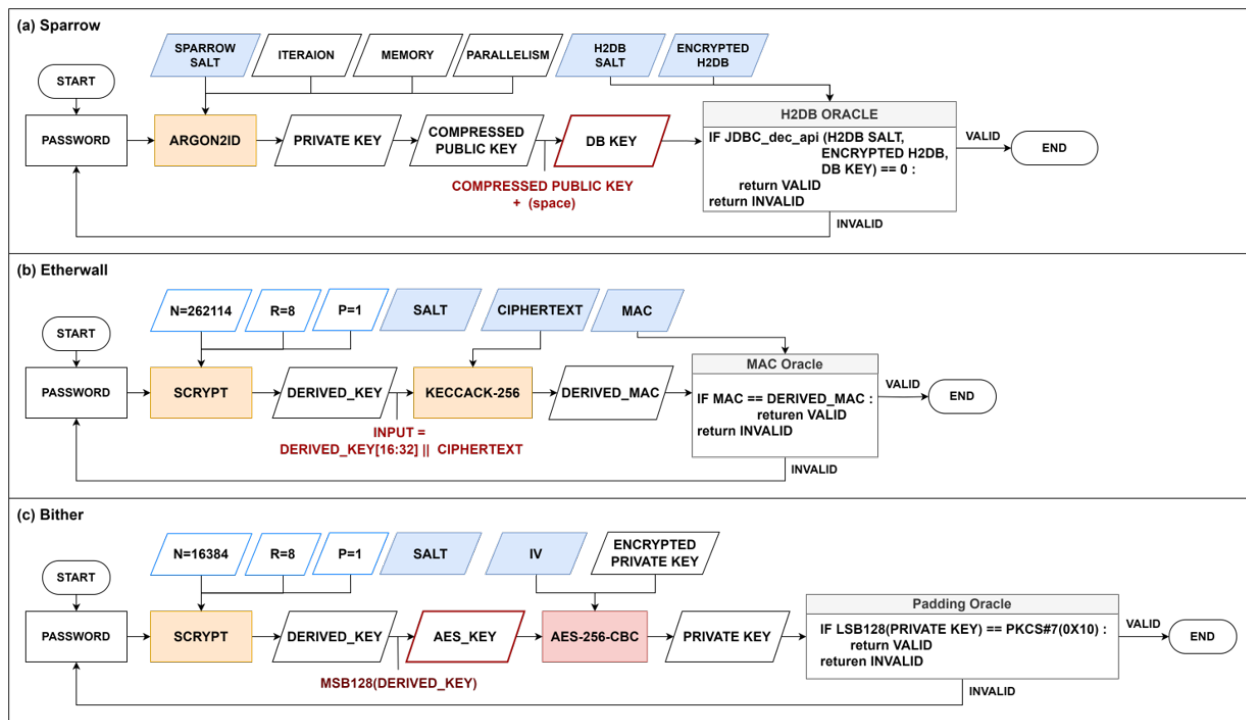 (a) Sparrow
START
SPARROW
SALT
ITERAION
MEMORY
PARALLELISM
H2DB
SALT
ENCRYPTED
H2DB
PASSWORD
ARGON2ID
PRIVATE KEY
COMPRESSED
PUBLIC KEY
DB KEY
COMPRESSED PUBLIC KEY
+ (space)
H2DB ORACLE
IF JDBC_dec_api (H2DB SALT,
ENCRYPTED H2DB,
DB KEY) == 0 :
return VALID
return INVALID
VALID
END
INVALID
(b) Etherwall
START
N=262114
R=8
P=1
SALT
CIPHERTEXT
MAC
PASSWORD
SCRYPT
DERIVED_KEY
KECCACK-256
DERIVED_MAC
INPUT =
DERIVED_KEY[16:32] || CIPHERTEXT
MAC Oracle
IF MAC == DERIVED_MAC :
returen VALID
return INVALID
VALID
END
INVALID
(c) Bither
START
N=16384
R=8
P=1
SALT
IV
ENCRYPTED
PRIVATE KEY
PASSWORD
SCRYPT
DERIVED_KEY
AES_KEY
AES-256-CBC
PRIVATE KEY
MSB128(DERIVED_KEY)
Padding Oracle
IF LSB128(PRIVATE KEY) == PKCS#7(0X10) :
return VALID
returen INVALID
VALID
END
INVALID